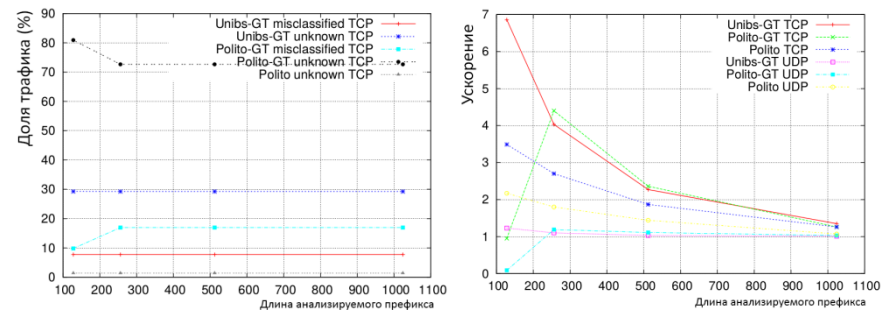 Доля трафика (%)
90
80
70
60
50
40
30
20
10
0
Unibs-GT misclassified TCP
Unibs-GT unknown TCP
Polito-GT misclassified TCP
Polito-GT unknown TCP
Polito unknown TCP
100 200 300 400 500 600 700 800 900 1000 1100
Длина анализируемого префикса
Ускорение
7
6
5
4
3
2
1
0
Unibs-GT TCP
Polito-GT TCP
Polito TCP
Unibs-GT UDP
Polito-GT UDP
Polito UDP
100 200 300 400 500 600 700 800 900 1000 1100
Длина анализируемого префикса